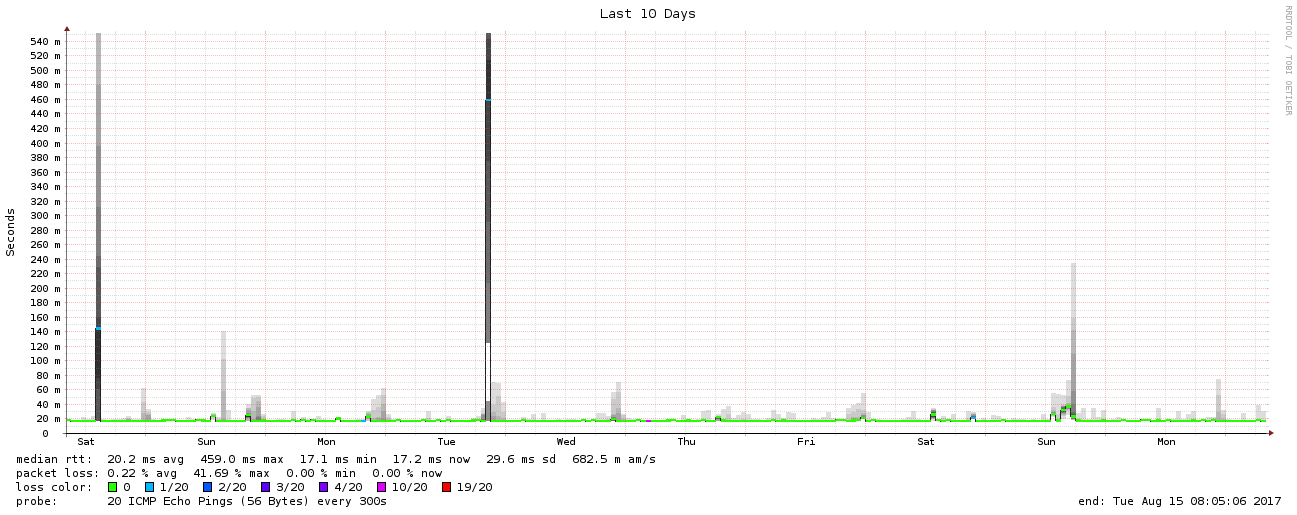 Last 10 Days
RRDTOOL / TOBI OETIKER
Seconds
540 m
520 m
500 m
480 m
460 m
440 m
420 m
400 m
380 m
360 m
340 m
320 m
300 m
280 m
260 m
240 m
220 m
200 m
180 m
160 m
140 m
120 m
100 m
80 m
60 m
40 m
20 m
0
Sat Sun Mon Tue Wed Thu Fri Sat Sun Mon
median rtt: 20.2 ms avg 459.0 ms max 17.1 ms min 17.2 ms now 29.6 ms sd 682.5 m am/s
packet loss: 0.22 % avg 41.69 % max 0.00 % min 0.00 % now
loss color: 0 1/20 2/20 3/20 4/20 10/20 19/20
probe: 20 ICMP Echo Pings (56 Bytes) every 300s end: Tue Aug 15 08:05:06 2017